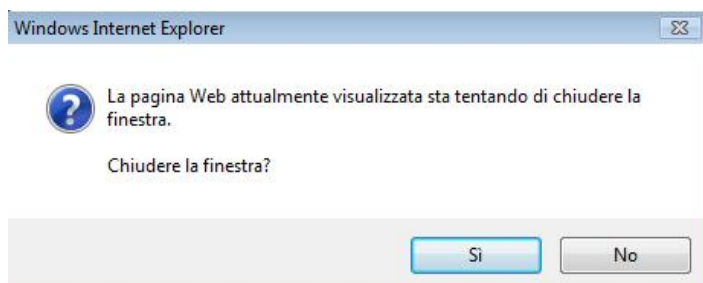 Windows Internet Explorer
La pagina Web attualmente visualizzata sta tentando di chiudere la
finestra.
Chiudere la finestra?
Sì
No